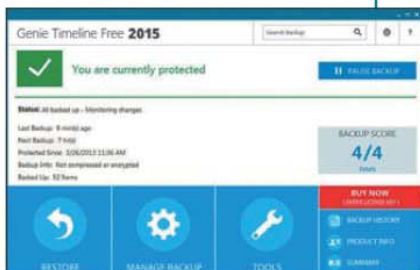 Genie Timeline Free 2015
Search Backup
?
You are currently protected
PAUSE BACKUP
Status: All backed up - Monitoring changes
Last Backup: 9 min(s) ago
Next Backup: 7 h(s)
Protected Since: 3/26/2013 11:36 AM
Backup Info: Not compressed or encrypted
Backed Up: 92 Items
BACKUP SCORE
4/4
BUY NOW
BACKUP HISTORY
PRODUCT INFO
SUMMARY
RESTORE
MANAGE BACKUP
TOOLS